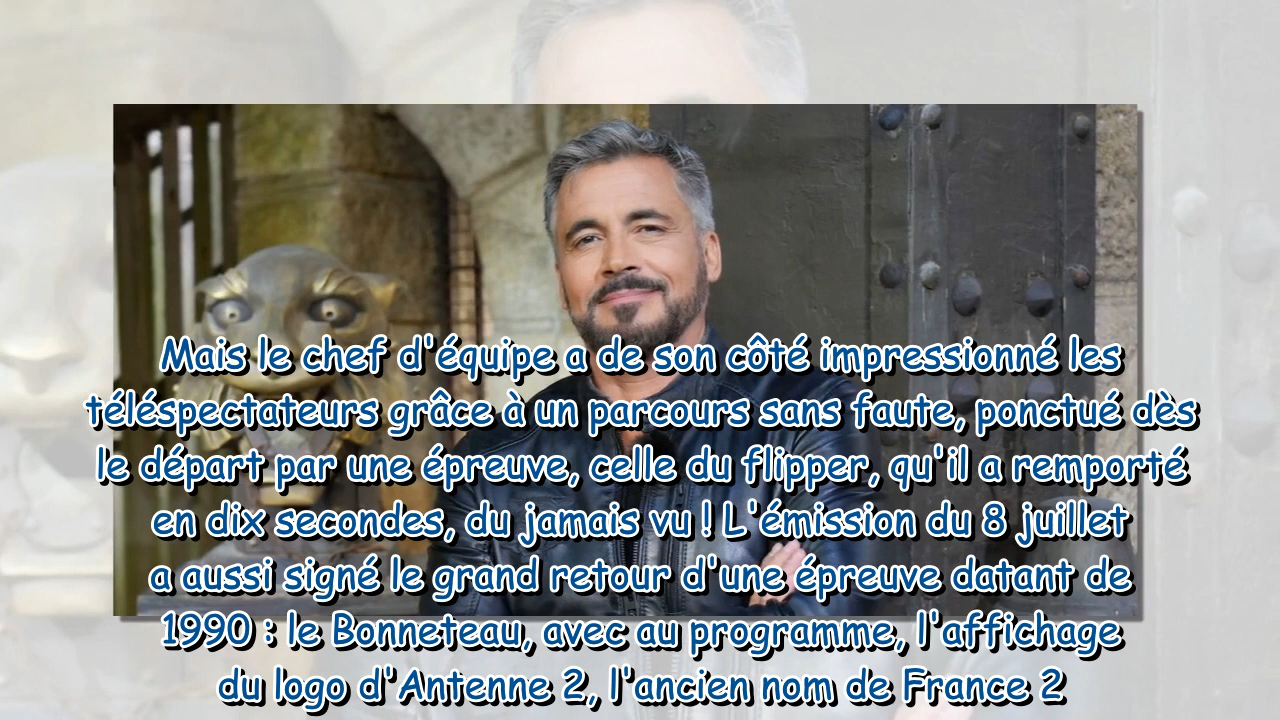 Mais le chef d'équipe a de son côté impressionné les
téléspectateurs grâce à un parcours sans faute, ponctué dès
le départ par une épreuve, celle du flipper, qu'il a remporté
en dix secondes, du jamais vu ! L'émission du 8 juillet
a aussi signé le grand retour d'une épreuve datant de
1990 : le Bonneteau, avec au programme, l'affichage
du logo d'Antenne 2, l'ancien nom de France 2